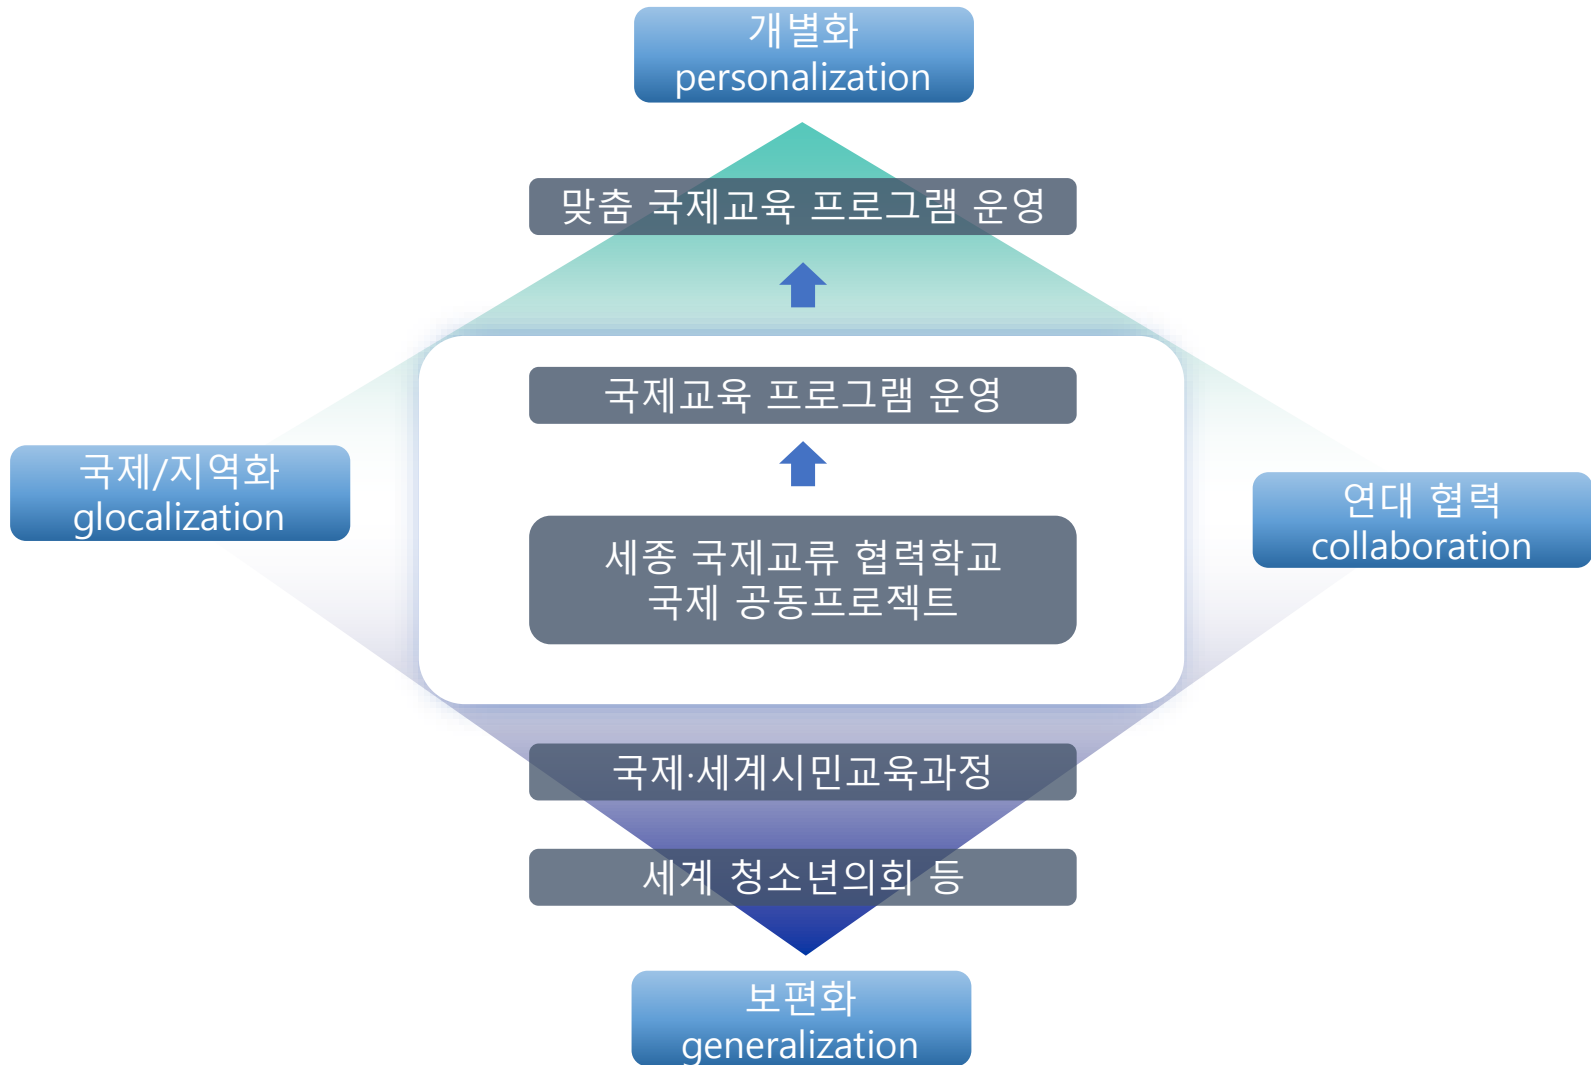 개별화
personalization
맞춤 국제교육 프로그램 운영
국제교육 프로그램 운영
국제/지역화
glocalization
연대 협력
collaboration
세종 국제교류 협력학교
국제 공동프로젝트
국제·세계시민교육과정
세계 청소년의회 등
보편화
generalization